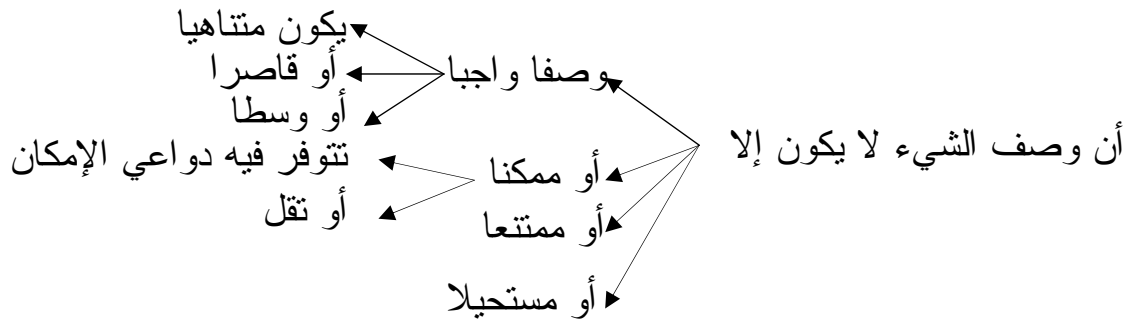 أن وصف الشيء لا يكون إلا
وصفا واجبا
يكون متناهيا
أو قاصرا
أو وسطا
أو ممكنا
تتوفر فيه دواعي الإمكان
أو تقل
أو ممتنعا
أو مستحيلا